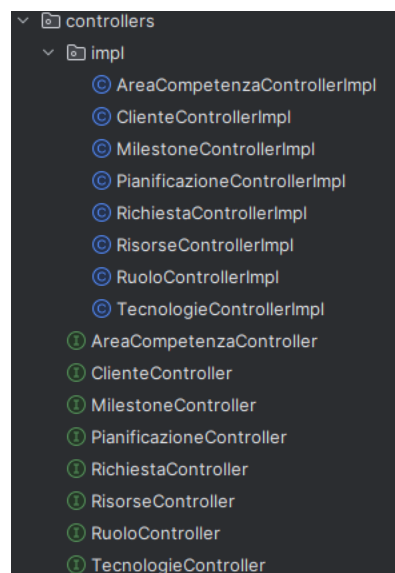 controllers
impl
AreaCompetenzaControllerImpl
ClienteControllerImpl
MilestoneControllerImpl
PianificazioneControllerImpl
RichiestaControllerImpl
RisorseControllerImpl
RuoloControllerImpl
TecnologieControllerImpl
AreaCompetenzaController
ClienteController
MilestoneController
PianificazioneController
RichiestaController
RisorseController
RuoloController
TecnologieController